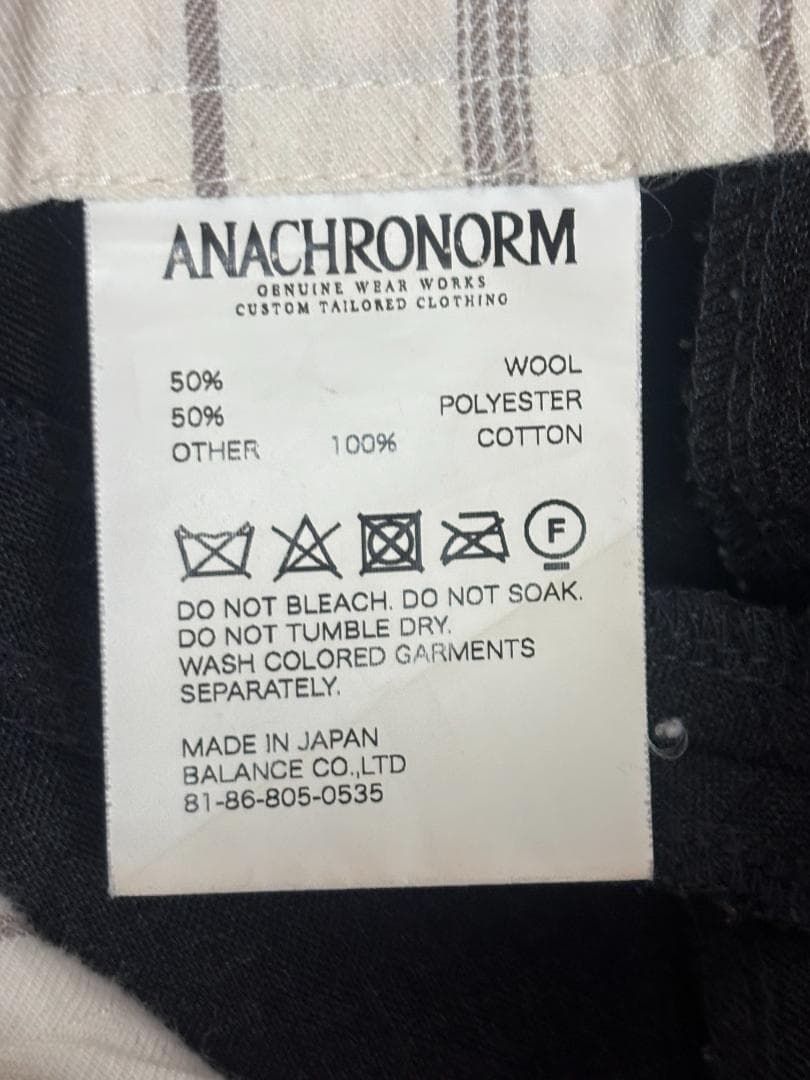 ANACHRONORM
GENUINE WEAR WORKS
CUSTOM TAILORED CLOTHING
50% WOOL
50% POLYESTER
OTHER 100% COTTON
F
DO NOT BLEACH. DO NOT SOAK.
DO NOT TUMBLE DRY.
WASH COLORED GARMENTS
SEPARATELY.
MADE IN JAPAN
BALANCE CO.,LTD
81-86-805-0535